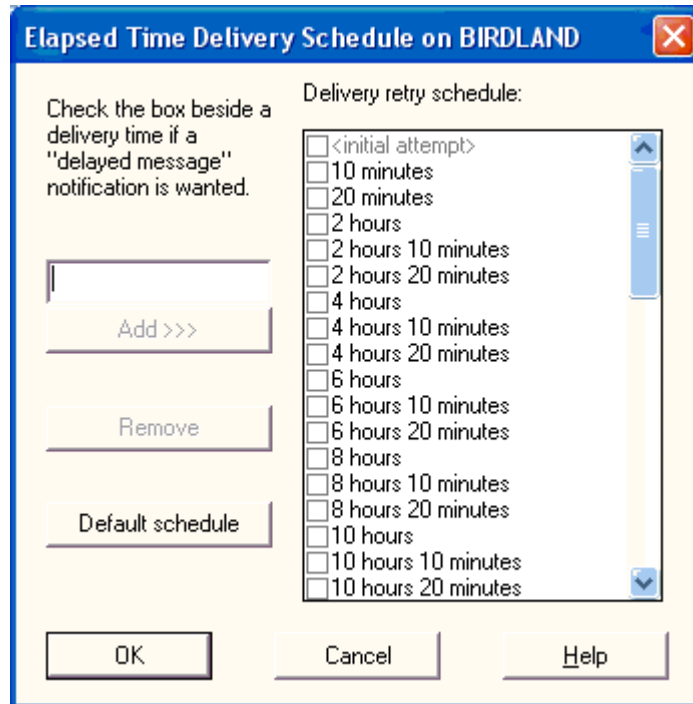 Elapsed Time Delivery Schedule on BIRDLAND
Check the box beside a
delivery time if a
"delayed message"
notification is wanted.
Add >>>
Remove
Default schedule
Delivery retry schedule:
<initial attempt>
10 minutes
20 minutes
2 hours
2 hours 10 minutes
2 hours 20 minutes
4 hours
4 hours 10 minutes
4 hours 20 minutes
6 hours
6 hours 10 minutes
6 hours 20 minutes
8 hours
8 hours 10 minutes
8 hours 20 minutes
10 hours
10 hours 10 minutes
10 hours 20 minutes
OK
Cancel
Help